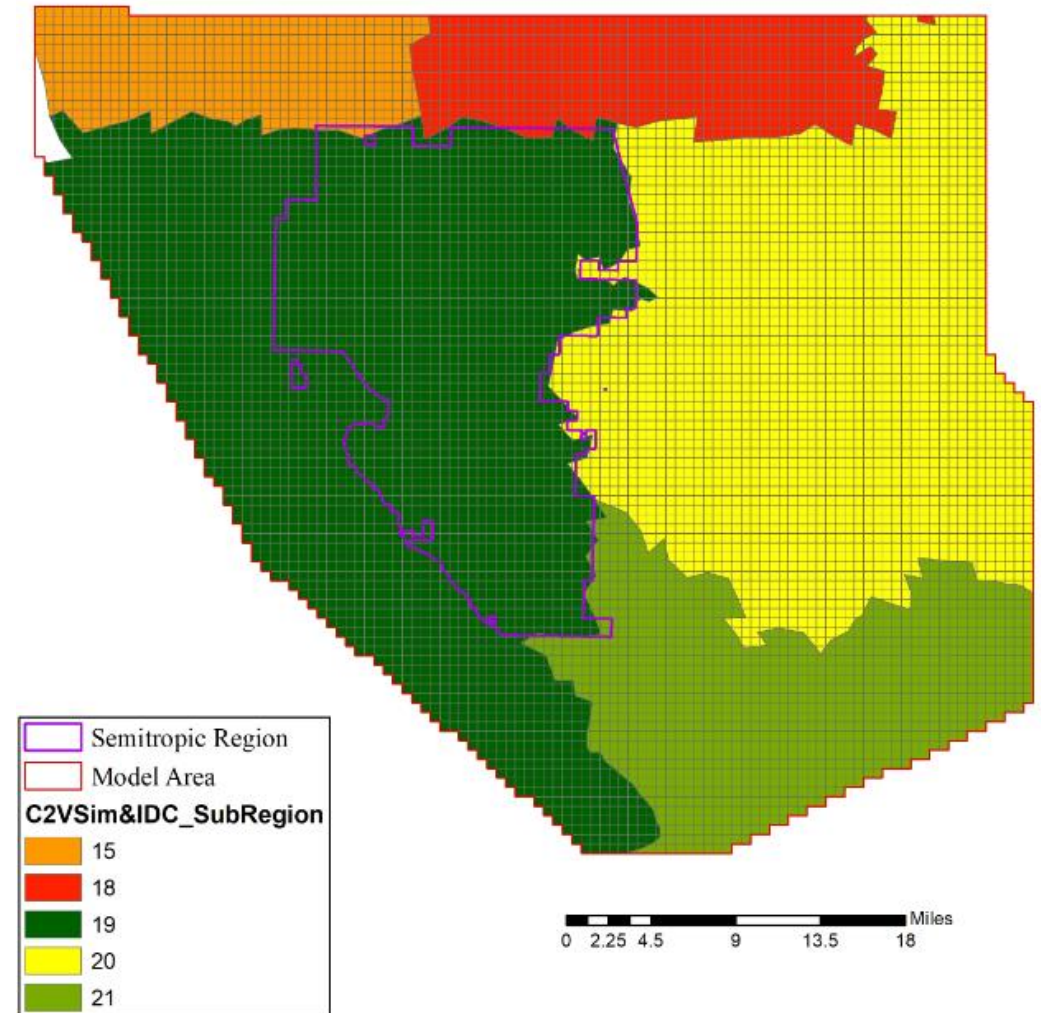 Semitropic Region
Model Area
C2VSim&IDC_SubRegion
15
18
19
20
21
Miles
0 2.25 4.5 9 13.5 18